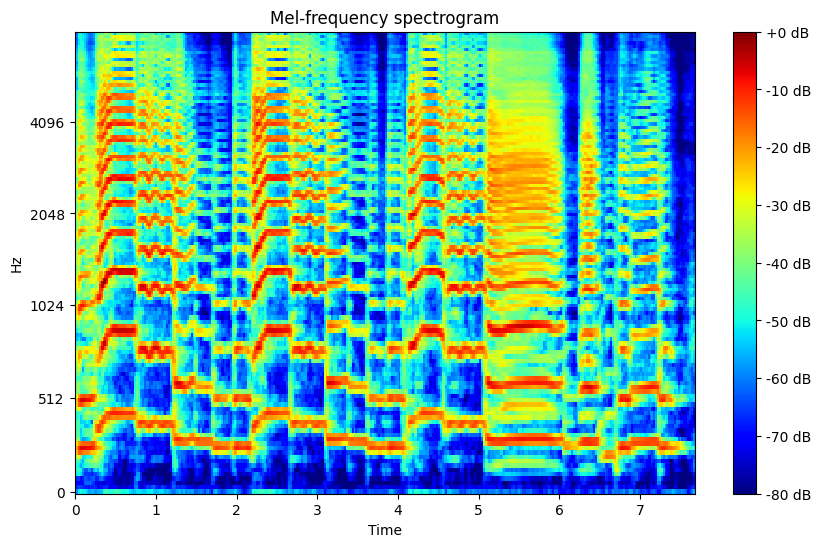 Mel-frequency spectrogram
+0 dB
-10 dB
4096
-20 dB
2048
-30 dB
Hz
-40 dB
1024
-50 dB
512
-60 dB
-70 dB
0
-80 dB
0 1 2 3 4 5 6 7
Time